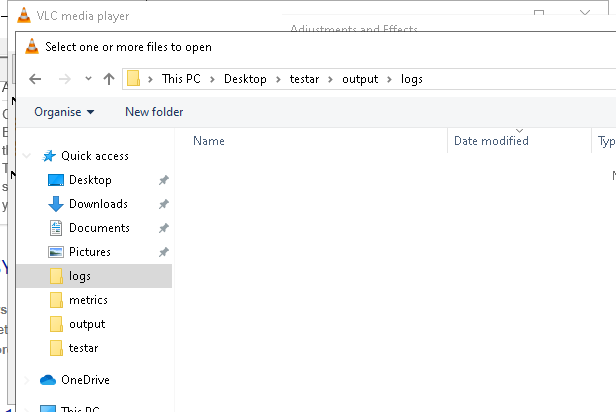 VLC media player
Adjustments and Effects
Select one or more files to open
This PC > Desktop > testar > output > logs
Organise
New folder
Name
Date modified
Quick access
Desktop
Downloads
Documents
Pictures
logs
metrics
output
testar
OneDrive
This PC